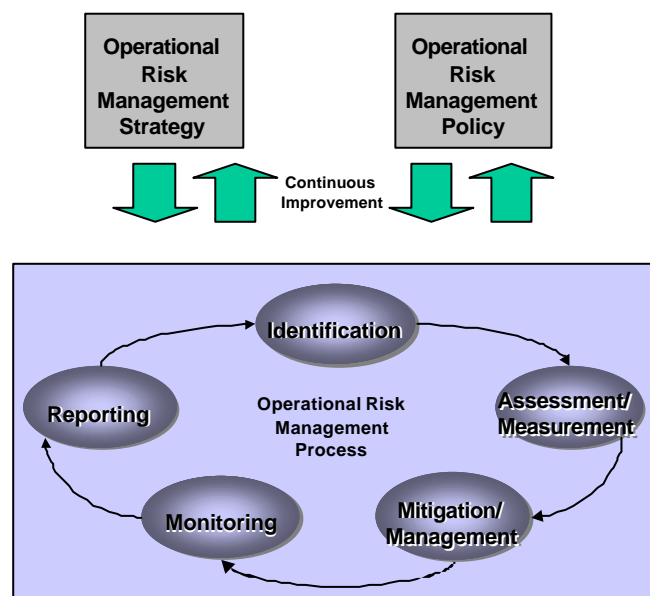 Operational
Risk
Management
Strategy
Operational
Risk
Management
Policy
Continuous
Improvement
Identification
Assessment/
Measurement
Mitigation/
Management
Monitoring
Reporting
Operational Risk
Management
Process